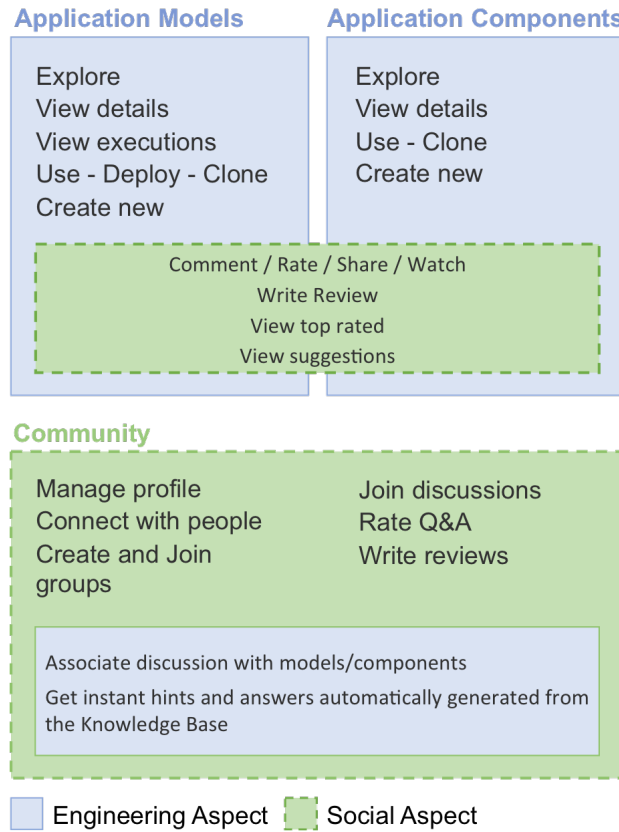 Application Models
Explore
View details
View executions
Use - Deploy - Clone
Create new
Application Components
Explore
View details
Use - Clone
Create new
Comment / Rate / Share / Watch
Write Review
View top rated
View suggestions
Community
Manage profile
Connect with people
Create and Join
groups
Join discussions
Rate Q&A
Write reviews
Associate discussion with models/components
Get instant hints and answers automatically generated from
the Knowledge Base
Engineering Aspect
Social Aspect